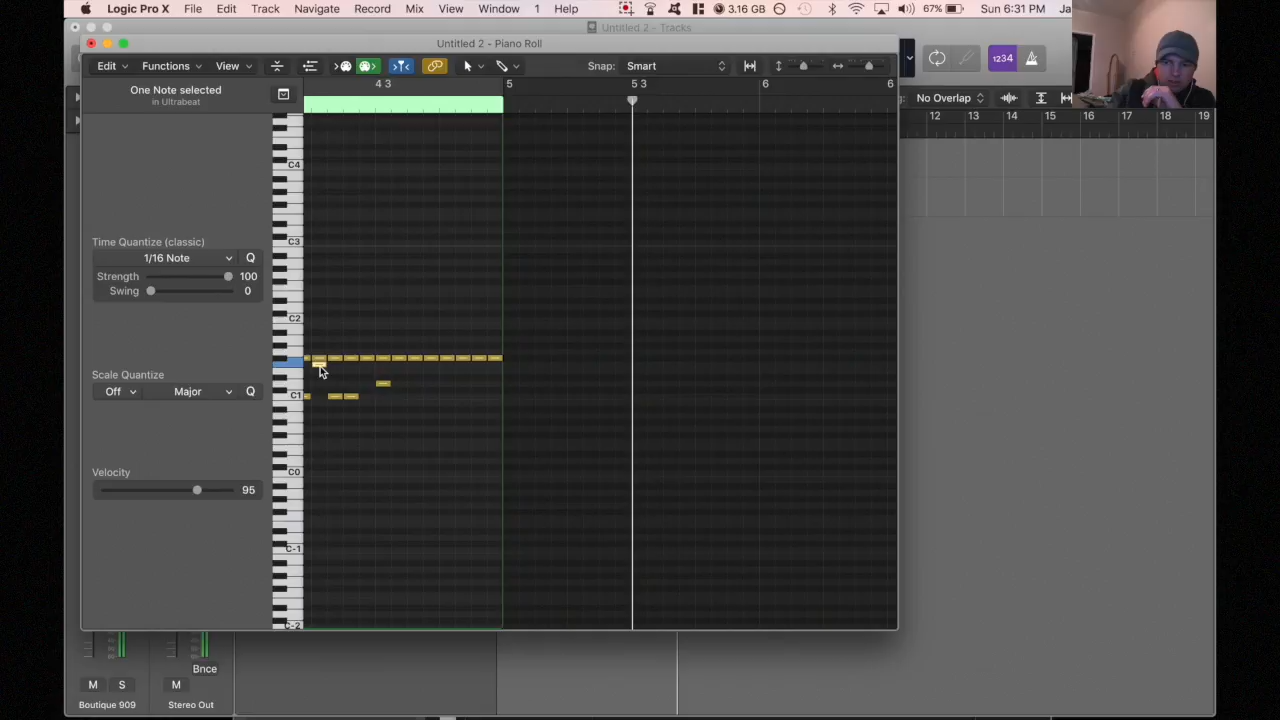 Logic Pro X File Edit Track Navigate Record Mix View Window 1 Help 3.16 GB 67% Sun 6:31 PM Ja
Untitled 2 - Tracks
Untitled 2 - Piano Roll
Edit Functions View Snap: Smart
1234
One Note selected
in Ultrabeat
4 3 5 5 3 6 6
No Overlap
12 13 14 15 16 17 18 19
C4
C3
Time Quantize (classic)
1/16 Note Q
Strength 100
Swing 0
C2
Scale Quantize
Off Major Q
C1
Velocity
95
C0
C-1
C-2
Bnce
M S M
Boutique 909 Stereo Out